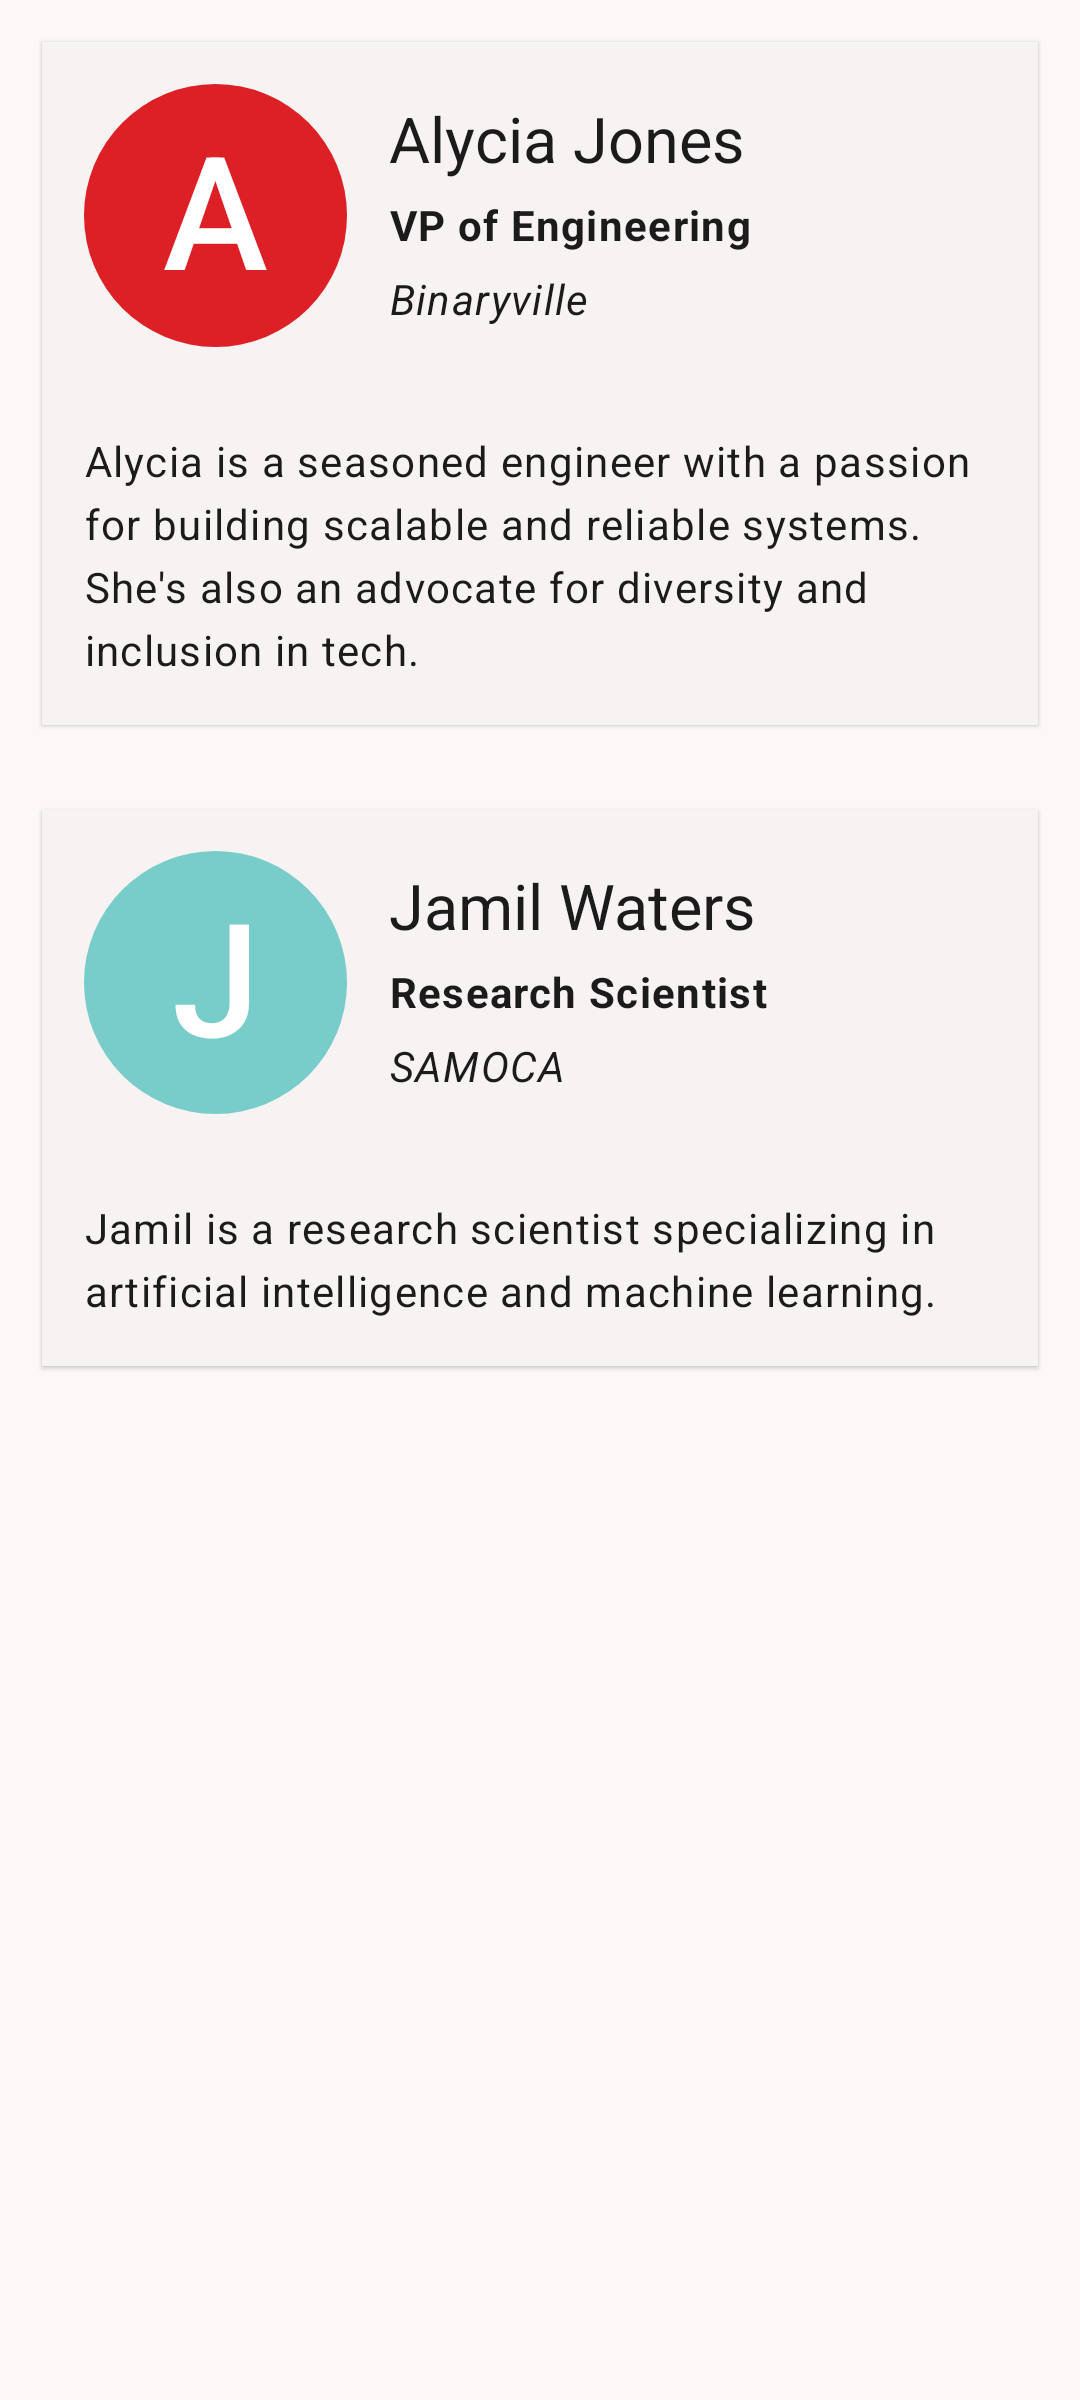 A
Alycia Jones
VP of Engineering
Binaryville
Alycia is a seasoned engineer with a passion
for building scalable and reliable systems.
She's also an advocate for diversity and
inclusion in tech.
J
Jamil Waters
Research Scientist
SAMOCA
Jamil is a research scientist specializing in
artificial intelligence and machine learning.